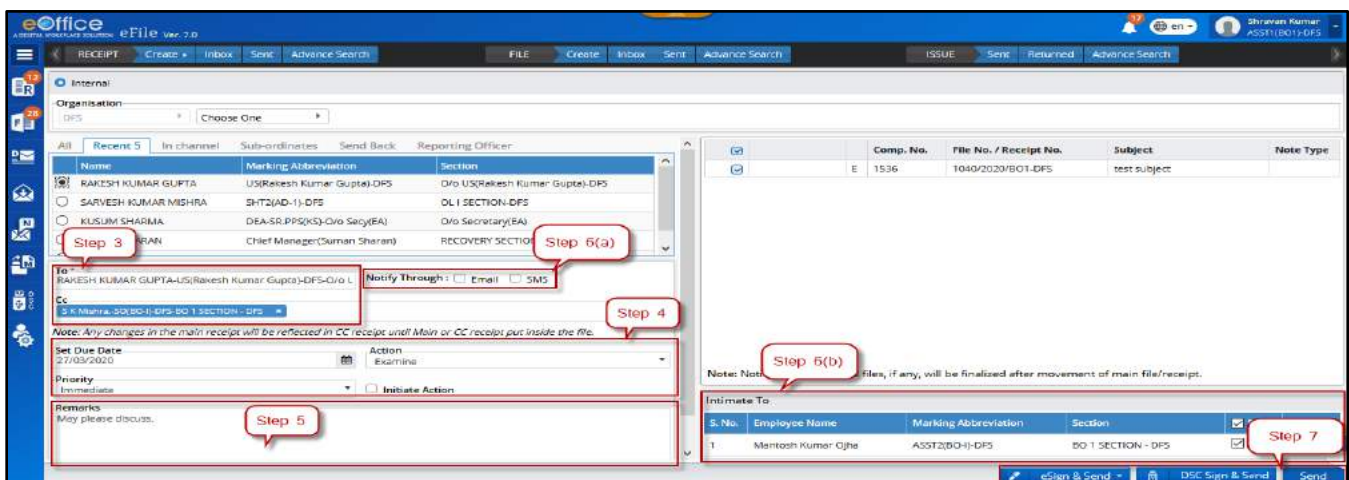 eOffice
A DIGITAL WORKPLACE SOLUTION eFile Ver. 7.0
17
en
Shravan Kumar
ASST1(BO1)-DFS
RECEIPT Create Inbox Sent Advance Search FILE Create Inbox Sent Advance Search ISSUE Sent Returned Advance Search
Internal
Organisation
DFS Choose One
All Recent 5 In channel Sub-ordinates Send Back Reporting Officer
Name Marking Abbreviation Section
RAKESH KUMAR GUPTA US(Rakesh Kumar Gupta)-DFS O/o US(Rakesh Kumar Gupta)-DFS
SARVESH KUMAR MISHRA SHT2(AD-1)-DFS OL I SECTION-DFS
KUSUM SHARMA DEA-SR.PPS(KS)-O/o Secy(EA) O/o Secretary(EA)
ARAN Chief Manager(Suman Sharan) RECOVERY SECTION
Step 3
Step 6(a)
To *
RAKESH KUMAR GUPTA-US(Rakesh Kumar Gupta)-DFS-O/o U
Notify Through : Email SMS
Cc
S K Mishra.-SO(BO-I)-DFS-BO 1 SECTION - DFS ×
Step 4
Note: Any changes in the main receipt will be reflected in CC receipt until Main or CC receipt put inside the file.
Set Due Date
27/03/2020
Action
Examine
Priority
Immediate
Initiate Action
Remarks
May please discuss.
Step 5
Comp. No. File No. / Receipt No. Subject Note Type
E 1536 1040/2020/BO1-DFS test subject
Step 6(b)
Note: files, if any, will be finalized after movement of main file/receipt.
Intimate To
S. No. Employee Name Marking Abbreviation Section
1 Mantosh Kumar Ojha ASST2(BO-I)-DFS BO 1 SECTION - DFS
Step 7
eSign & Send DSC Sign & Send Send